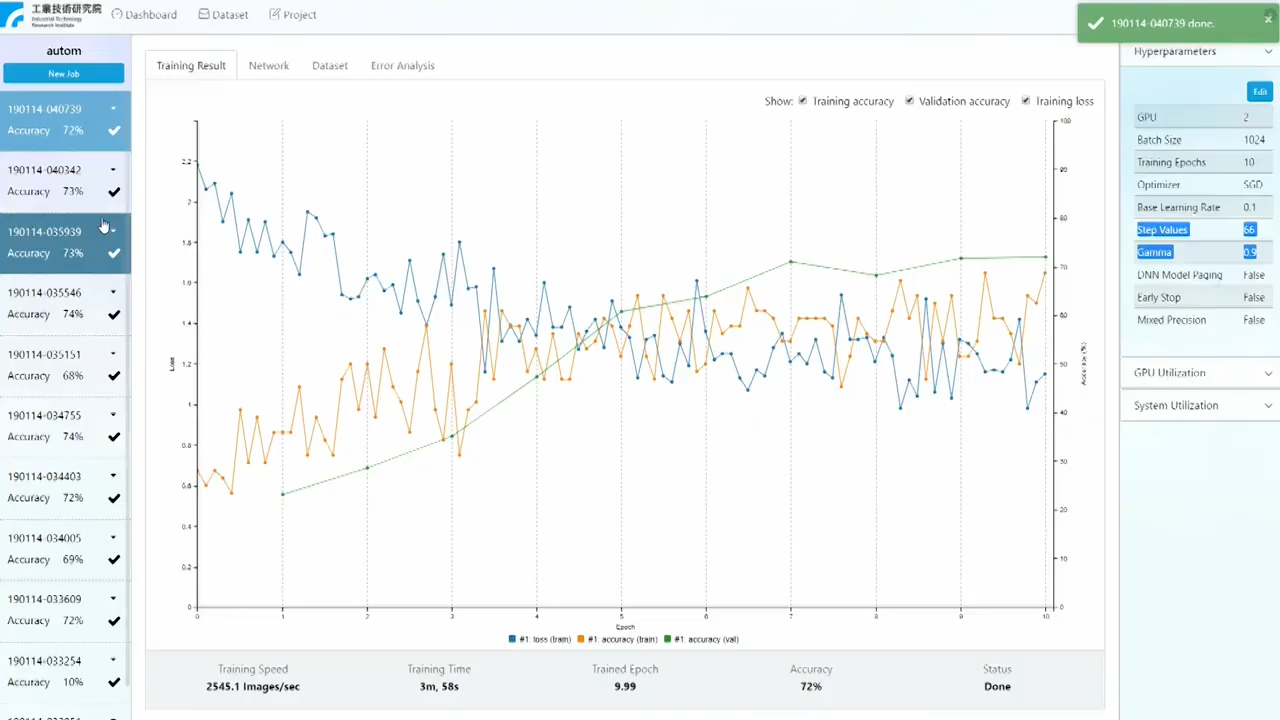 工業技術研究院
Industrial Technology
Research Institute
Dashboard
Dataset
Project
190114-040739 done.
autom
New Job
190114-040739
Accuracy 72%
190114-040342
Accuracy 73%
190114-035939
Accuracy 73%
190114-035546
Accuracy 74%
190114-035151
Accuracy 68%
190114-034755
Accuracy 74%
190114-034403
Accuracy 72%
190114-034005
Accuracy 69%
190114-033609
Accuracy 72%
190114-033254
Accuracy 10%
Training Result
Network
Dataset
Error Analysis
Show: Training accuracy Validation accuracy Training loss
2.2
2
1.8
1.6
1.4
1.2
1
0.8
0.6
0.4
0.2
0
Loss
100
90
80
70
60
50
40
30
20
10
0
Accuracy (%)
0 1 2 3 4 5 6 7 8 9 10
Epoch
#1: loss (train) #1: accuracy (train) #1: accuracy (val)
Training Speed
2545.1 Images/sec
Training Time
3m, 58s
Trained Epoch
9.99
Accuracy
72%
Status
Done
Hyperparameters
Edit
GPU 2
Batch Size 1024
Training Epochs 10
Optimizer SGD
Base Learning Rate 0.1
Step Values 66
Gamma 0.9
DNN Model Paging False
Early Stop False
Mixed Precision False
GPU Utilization
System Utilization